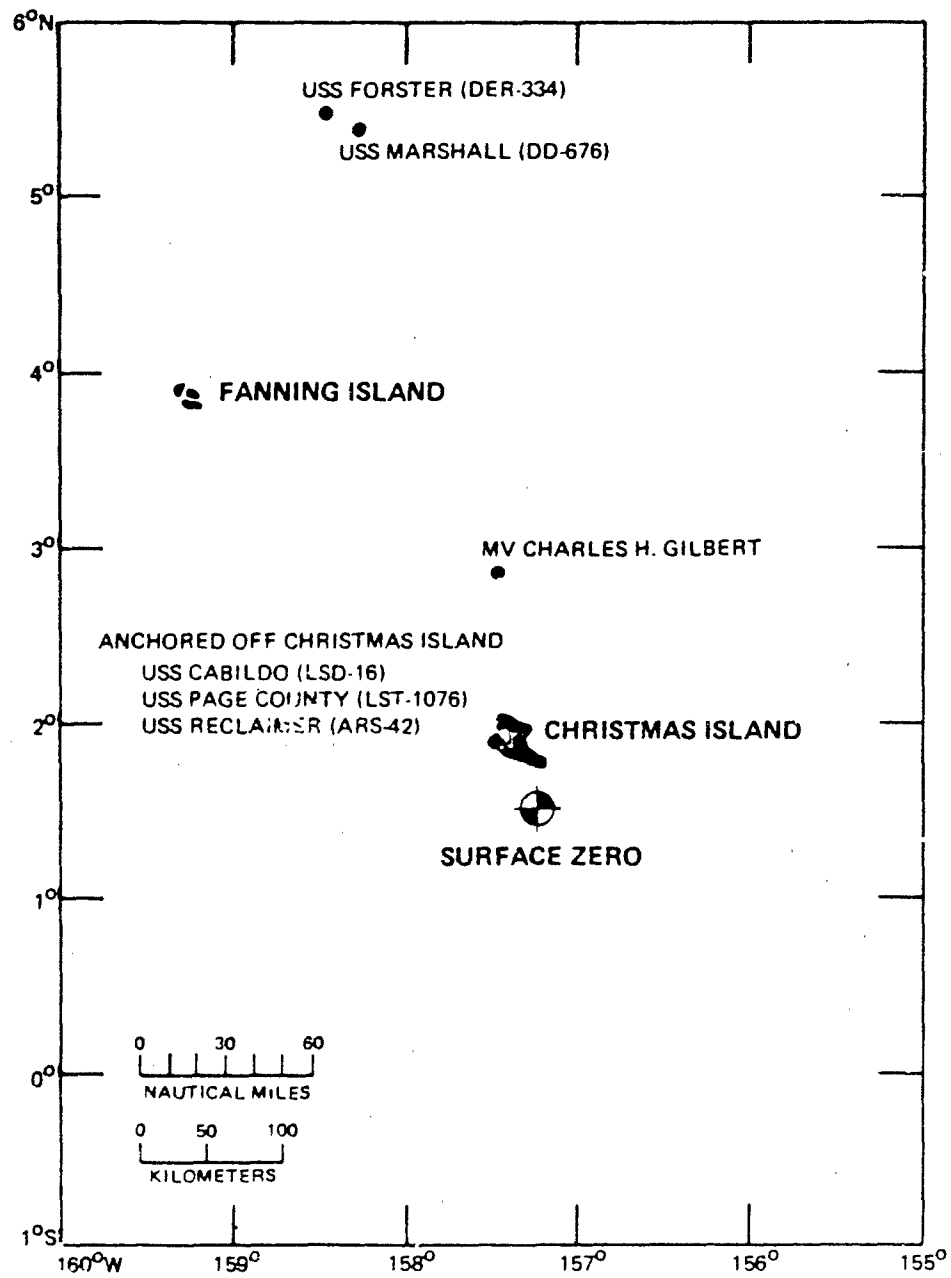 6°N
USS FORSTER (DER-334)
USS MARSHALL (DD-676)
5°
4°
FANNING ISLAND
3°
MV CHARLES H. GILBERT
ANCHORED OFF CHRISTMAS ISLAND
USS CABILDO (LSD-16)
USS PAGE COUNTY (LST-1076)
USS RECLAIMER (ARS-42)
2°
CHRISTMAS ISLAND
SURFACE ZERO
1°
0 30 60
NAUTICAL MILES
0°
0 50 100
KILOMETERS
1°S
160°W 159° 158° 157° 156° 155°